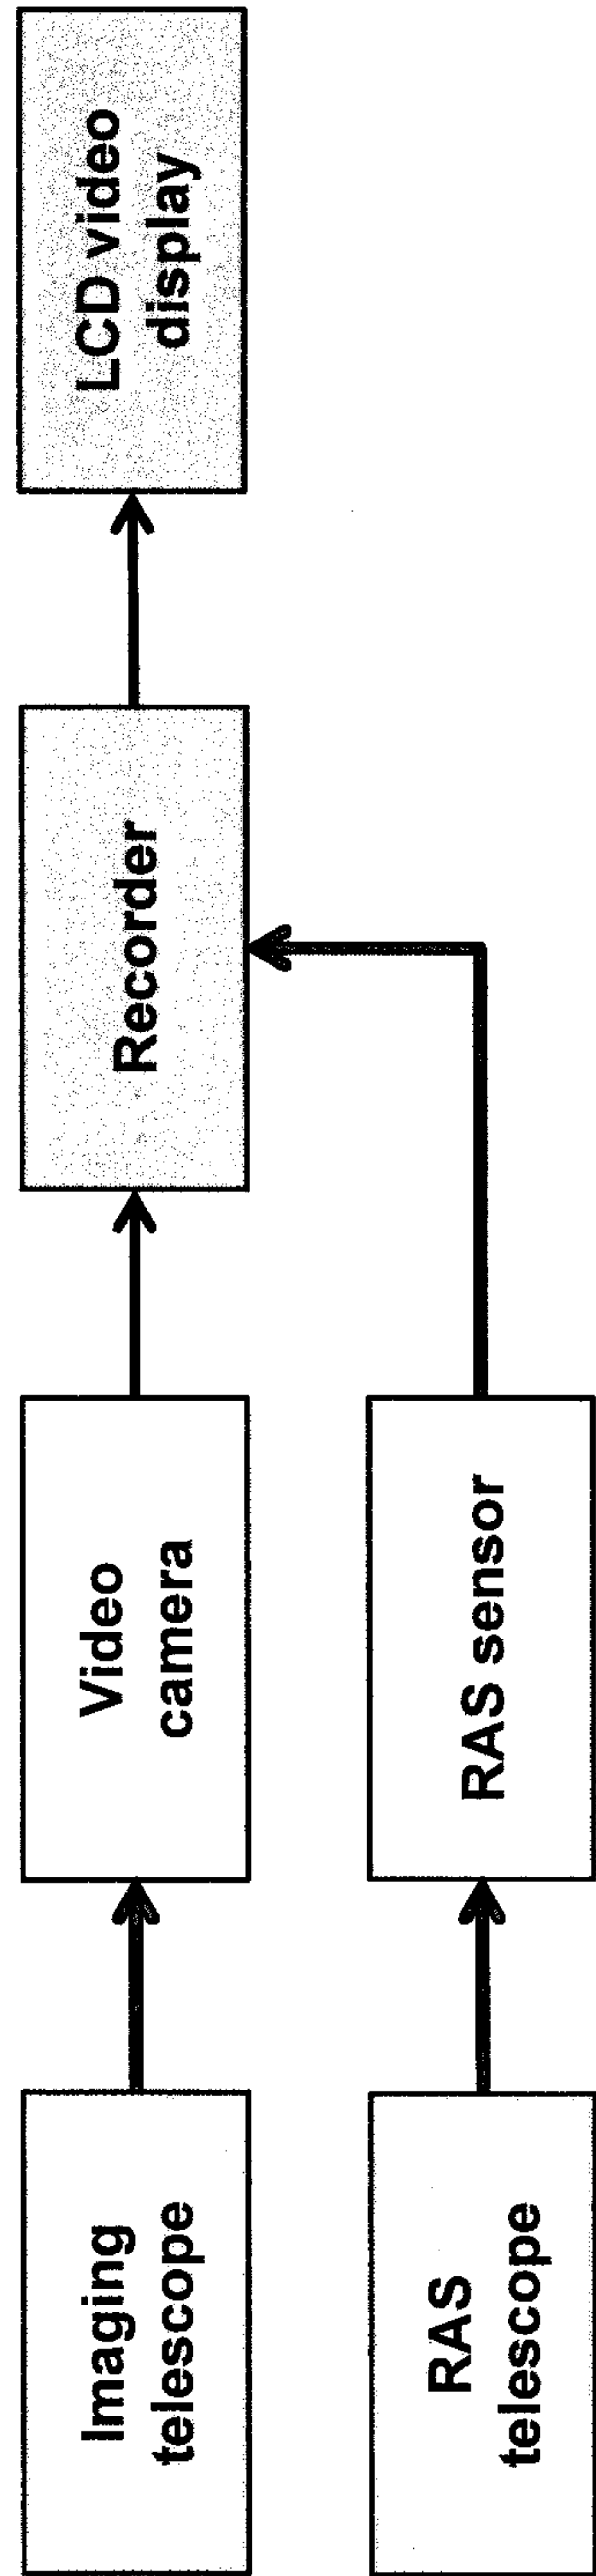 Imaging
telescope
Video
camera
Recorder
LCD video
display
RAS
telescope
RAS sensor